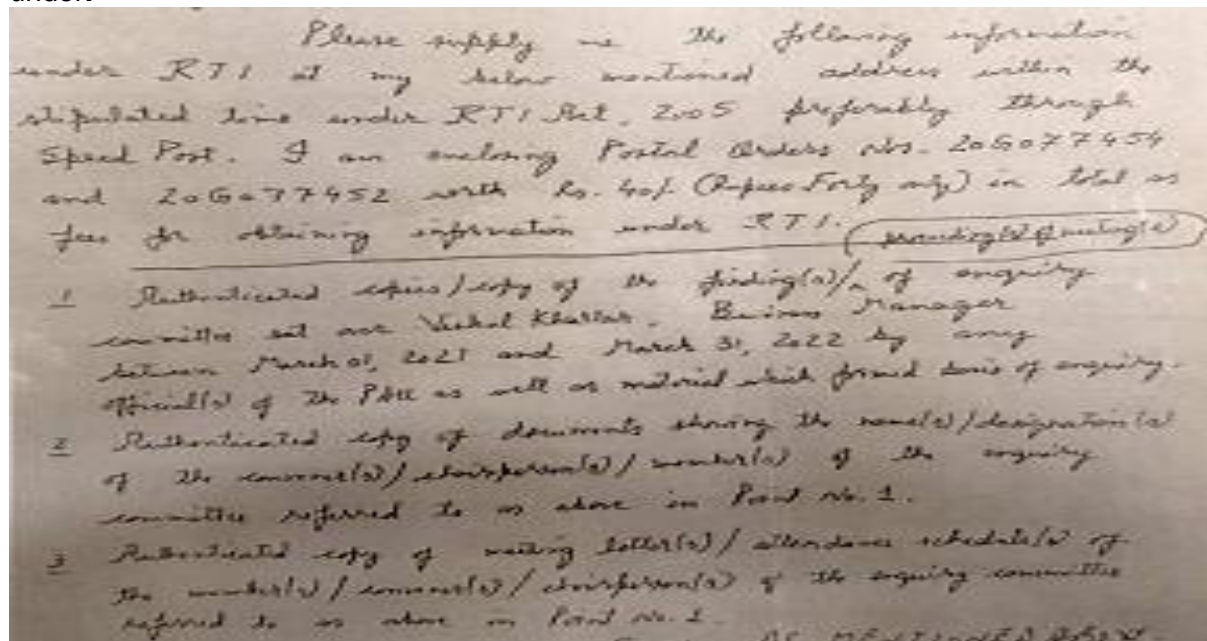 under.
Please supply me the following information
under RTI at my below mentioned address within the
stipulated time under RTI Act, 2005 preferably through
Speed Post. I am enclosing Postal Orders nos. 20G077454
and 20G077452 worth Rs. 40/- (Rupees Forty only) in total as
fees for obtaining information under RTI. proceeding(s) of meeting(s)
1 Authenticated copies/copy of the finding(s)/^ of enquiry
committee set over Business Manager
between March 01, 2021 and March 31, 2022 by any
official(s) of the as well as material which formed basis of enquiry.
2 Authenticated copy of documents showing the name(s)/designation(s)
of the convener(s)/chairperson(s)/member(s) of the enquiry
committee referred to as above in Point No. 1.
3 Authenticated copy of meeting letter(s)/attendance schedule(s) of
the member(s)/convener(s)/chairperson(s) of the enquiry committee
referred to as above in Point No. 1.